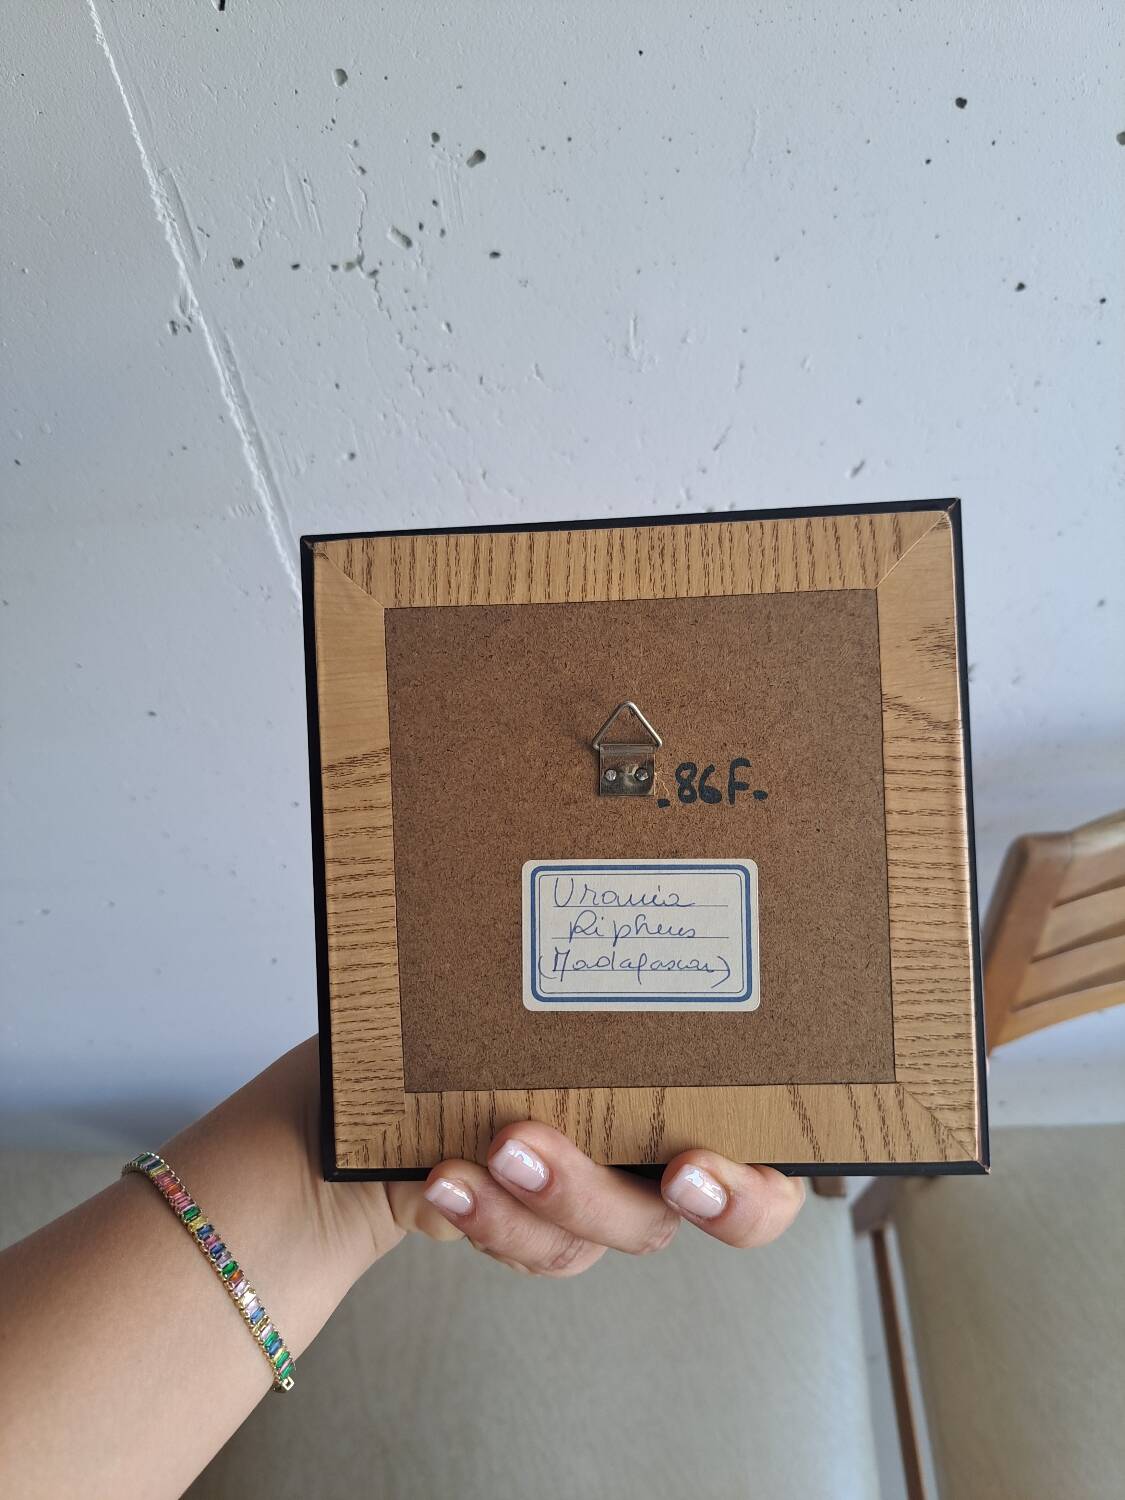 .86F.
Urania
Ripheus
(Madagascar)